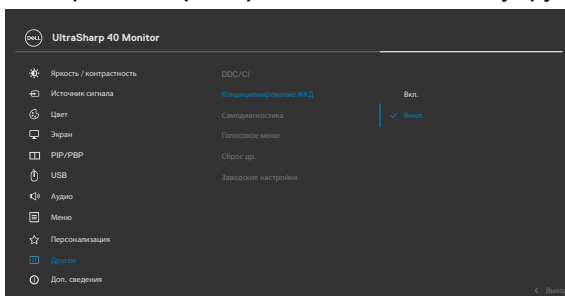 DELL
UltraSharp 40 Monitor
Яркость / контрастность
Источник сигнала
Цвет
Экран
PIP/PBP
USB
Аудио
Меню
Персонализация
Другое
Доп. сведения
DDC/CI
Кондиционирование ЖКД
Самодиагностика
Голосовое меню
Сброс др.
Заводские настройки
Вкл.
Выкл.